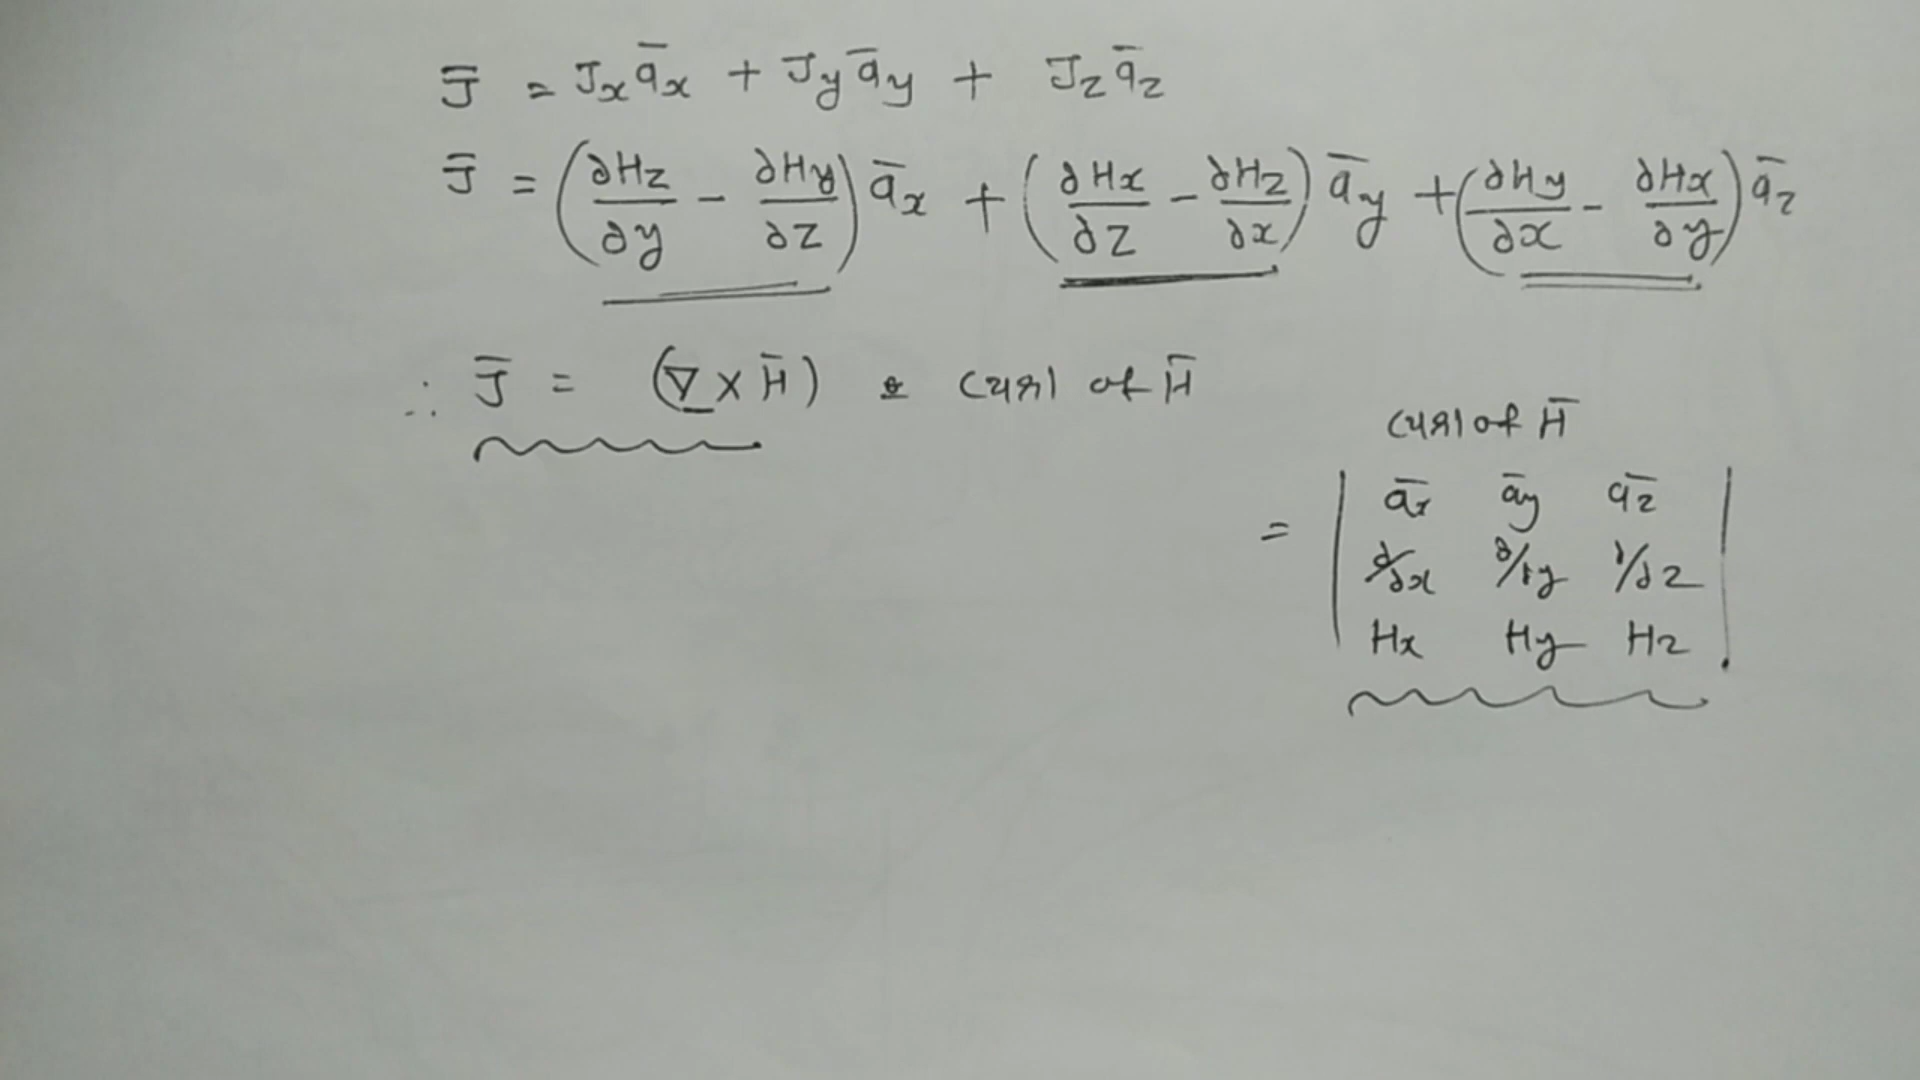 J̄ = Jx āx + Jy āy + Jz āz
J̄ = (∂Hz/∂y - ∂Hy/∂z) āx + (∂Hx/∂z - ∂Hz/∂x) āy + (∂Hy/∂x - ∂Hx/∂y) āz
∴ J̄ = (∇ × H̄) curl of H̄
curl of H̄
= | āx āy āz |
| ∂/∂x ∂/∂y ∂/∂z |
| Hx Hy Hz |